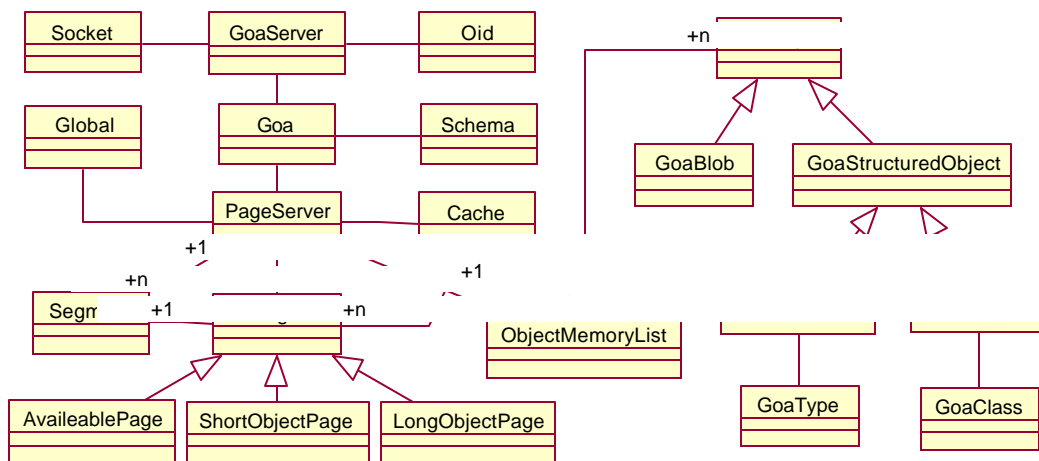 Socket
GoaServer
Oid
+n
Global
Goa
Schema
GoaBlob
GoaStructuredObject
PageServer
Cache
+1
+n
+1
Segm
+1
+n
ObjectMemoryList
AvaileablePage
ShortObjectPage
LongObjectPage
GoaType
GoaClass